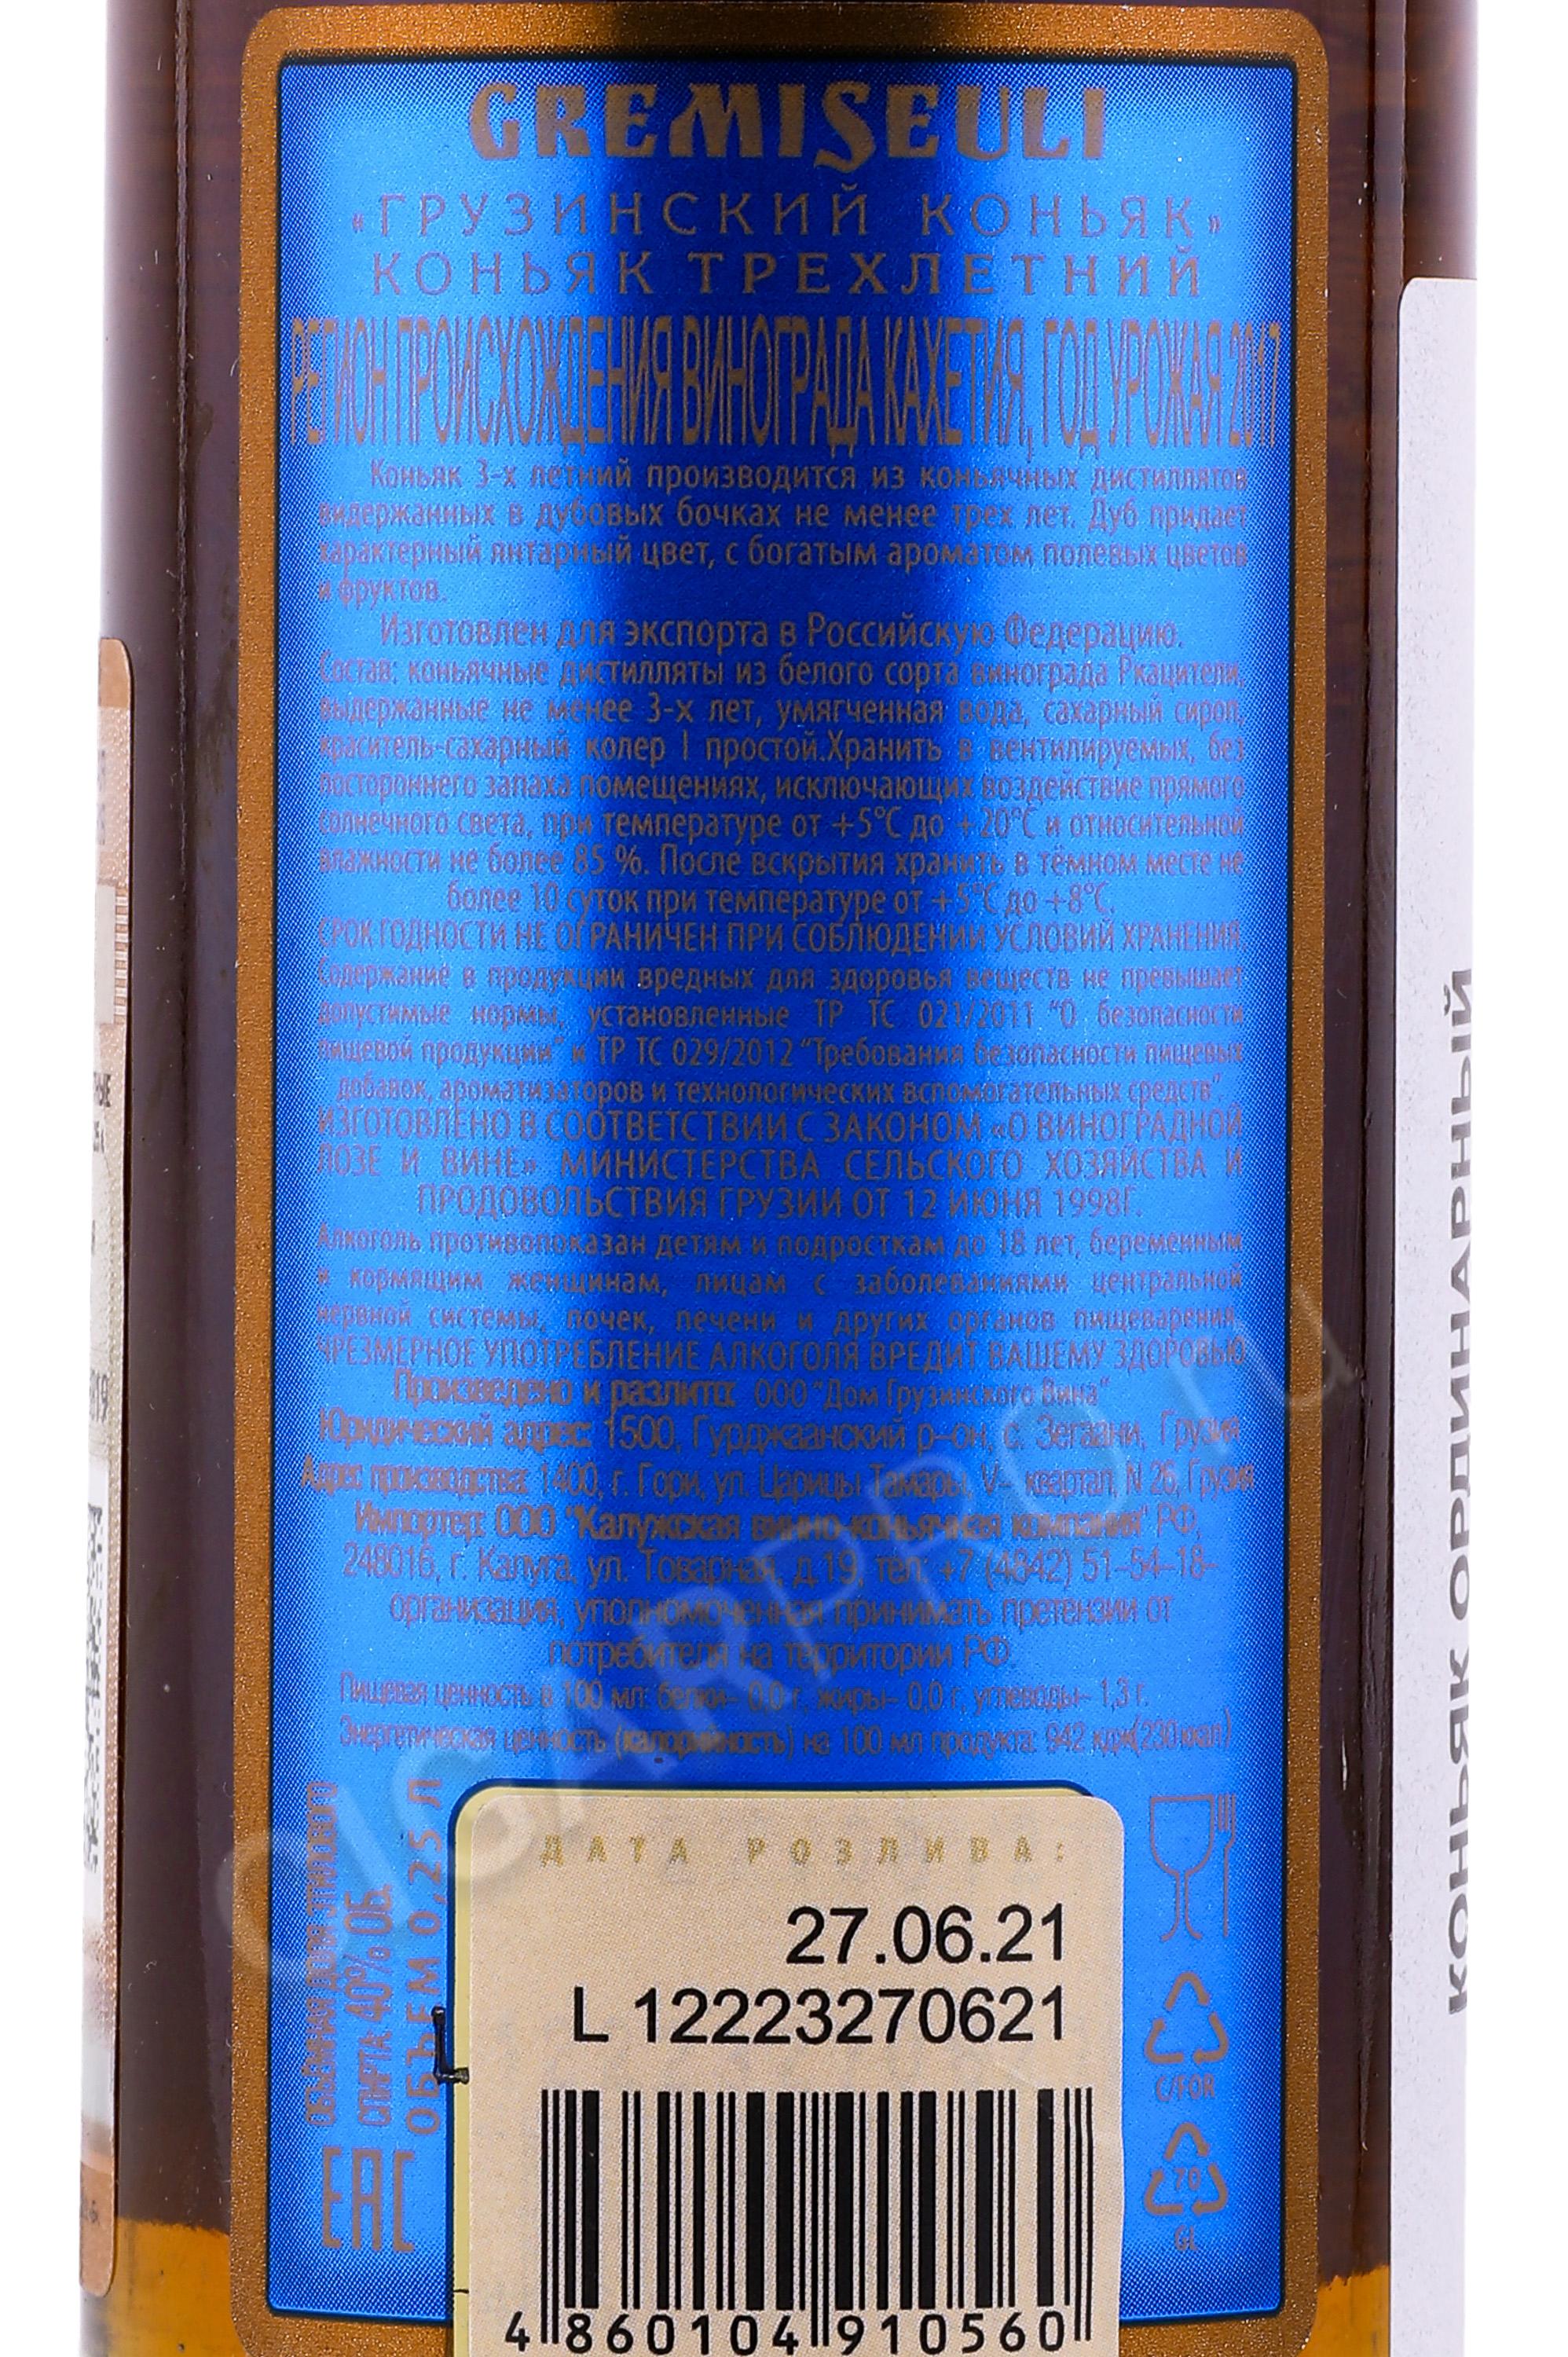 GREMISEULI
«ГРУЗИНСКИЙ КОНЬЯК»
КОНЬЯК ТРЕХЛЕТНИЙ
РЕГИОН ПРОИСХОЖДЕНИЯ ВИНОГРАДА КАХЕТИЯ, ГОД УРОЖАЯ 2017
Коньяк 3-х летний производится из коньячных дистиллятов
видержанных в дубовых бочках не менее трех лет. Дуб придает
характерный янтарный цвет, с богатым ароматом полевых цветов
и фруктов.
Изготовлен для экспорта в Российскую Федерацию.
Состав: коньячные дистилляты из белого сорта винограда Ркацители,
выдержанные не менее 3-х лет, умягченная вода, сахарный сироп,
краситель-сахарный колер I простой.Хранить в вентилируемых, без
постороннего запаха помещениях, исключающих воздействие прямого
солнечного света, при температуре от +5°C до +20°C и относительной
влажности не более 85 %. После вскрытия хранить в тёмном месте не
более 10 суток при температуре от +5°C до +8°C.
СРОК ГОДНОСТИ НЕ ОГРАНИЧЕН ПРИ СОБЛЮДЕНИИ УСЛОВИЙ ХРАНЕНИЯ.
Содержание в продукции вредных для здоровья веществ не превышает
допустимые нормы, установленные ТР ТС 021/2011 "О безопасности
пищевой продукции" и ТР ТС 029/2012 "Требования безопасности пищевых
добавок, ароматизаторов и технологических вспомогательных средств".
ИЗГОТОВЛЕНО В СООТВЕТСТВИИ С ЗАКОНОМ «О ВИНОГРАДНОЙ
ЛОЗЕ И ВИНЕ» МИНИСТЕРСТВА СЕЛЬСКОГО ХОЗЯЙСТВА И
ПРОДОВОЛЬСТВИЯ ГРУЗИИ ОТ 12 ИЮНЯ 1998Г.
Алкоголь противопоказан детям и подросткам до 18 лет, беременным
и кормящим женщинам, лицам с заболеваниями центральной
нервной системы, почек, печени и других органов пищеварения.
ЧРЕЗМЕРНОЕ УПОТРЕБЛЕНИЕ АЛКОГОЛЯ ВРЕДИТ ВАШЕМУ ЗДОРОВЬЮ
Произведено и разлито: ООО "Дом Грузинского Вина"
Юридический адрес: 1500, Гурджаанский р-он, с. Зегаани, Грузия
Адрес производства: 1400, г. Гори, ул. Царицы Тамары, V- квартал, N 26, Грузия
Импортер: ООО "Калужская винно-коньячная компания" РФ,
248016, г. Калуга, ул. Товарная, д.19, тел: +7 (4842) 51-64-18-
организация, уполномоченная принимать претензии от
потребителя на территории РФ.
Пищевая ценность в 100 мл: белки- 0,0 г. жиры- 0,0 г, углеводы- 1,3 г.
Энергетическая ценность (калорийность) на 100 мл продукта: 942 кдж(230ккал)
ОБЪЕМНАЯ ДОЛЯ ЭТИЛОВОГО
СПИРТА: 40% ОБ.
ОБЪЕМ 0,25 Л
EAC
ДАТА РОЗЛИВА:
27.06.21
L 12223270621
4 860104 910560
C/FOR
70
GL
КОНЬЯК ОРДИНАРНЫЙ
CIGARPRO.ru